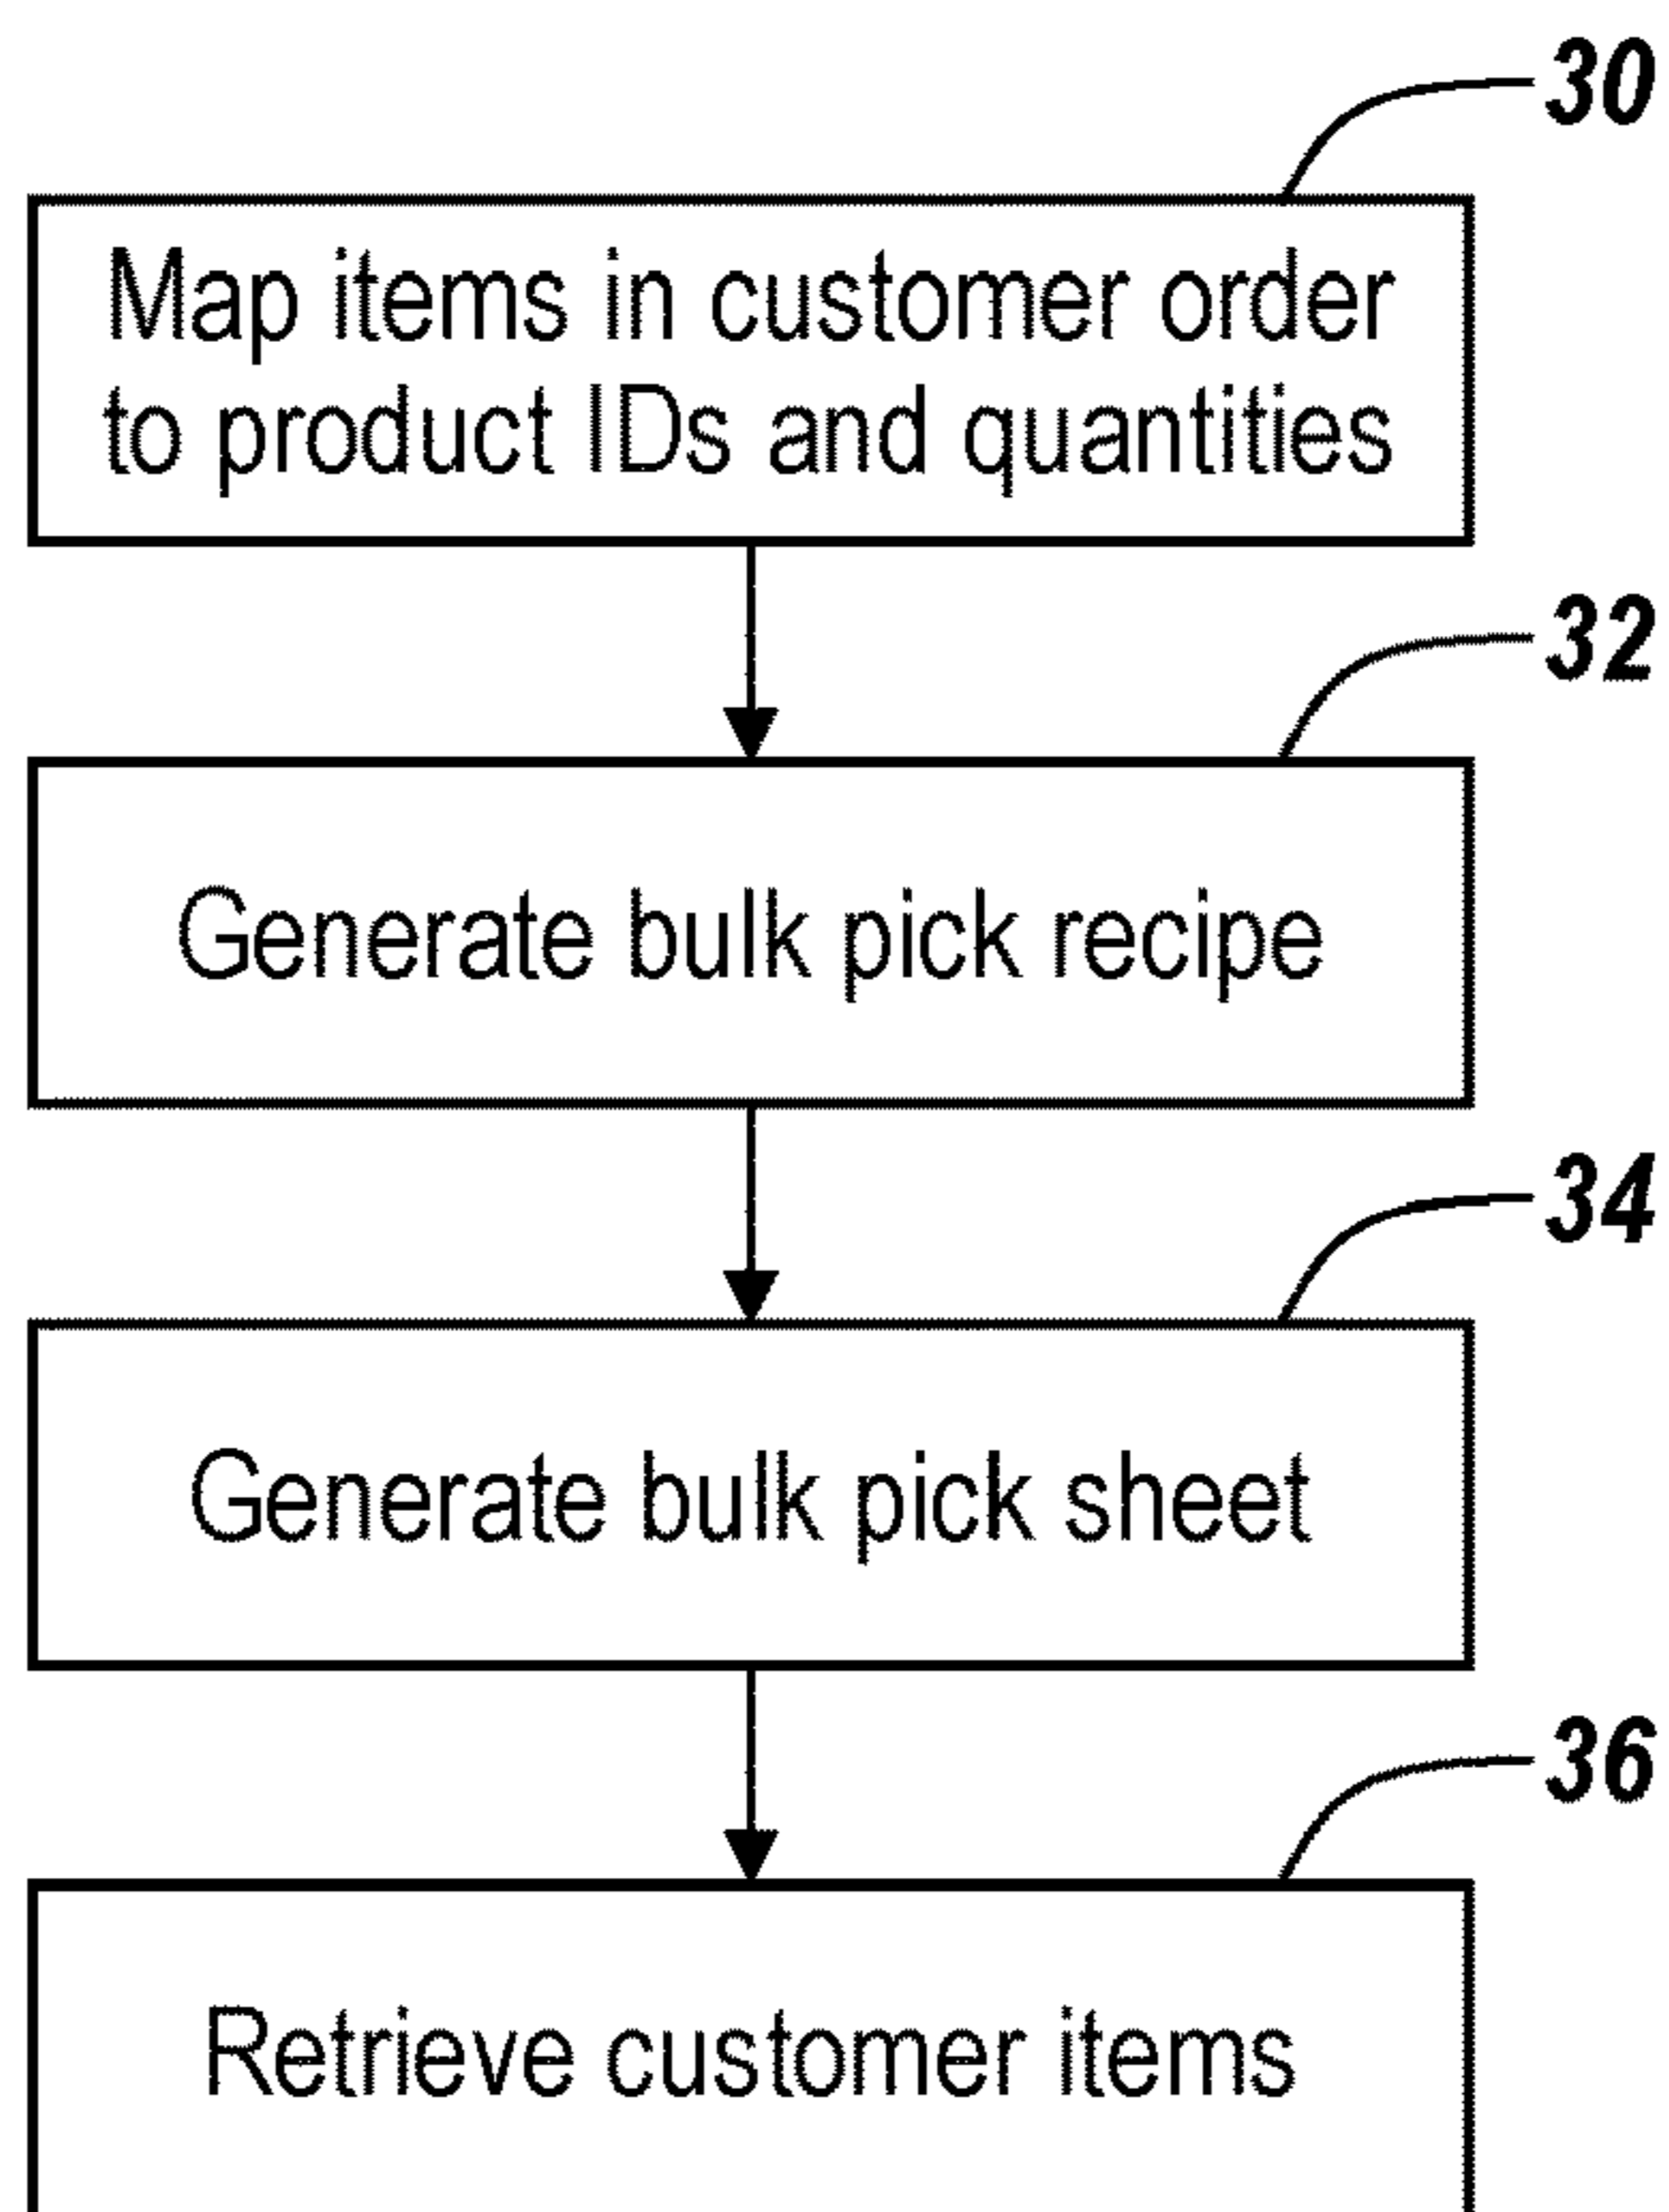 30
Map items in customer order
to product IDs and quantities
32
Generate bulk pick recipe
34
Generate bulk pick sheet
36
Retrieve customer items